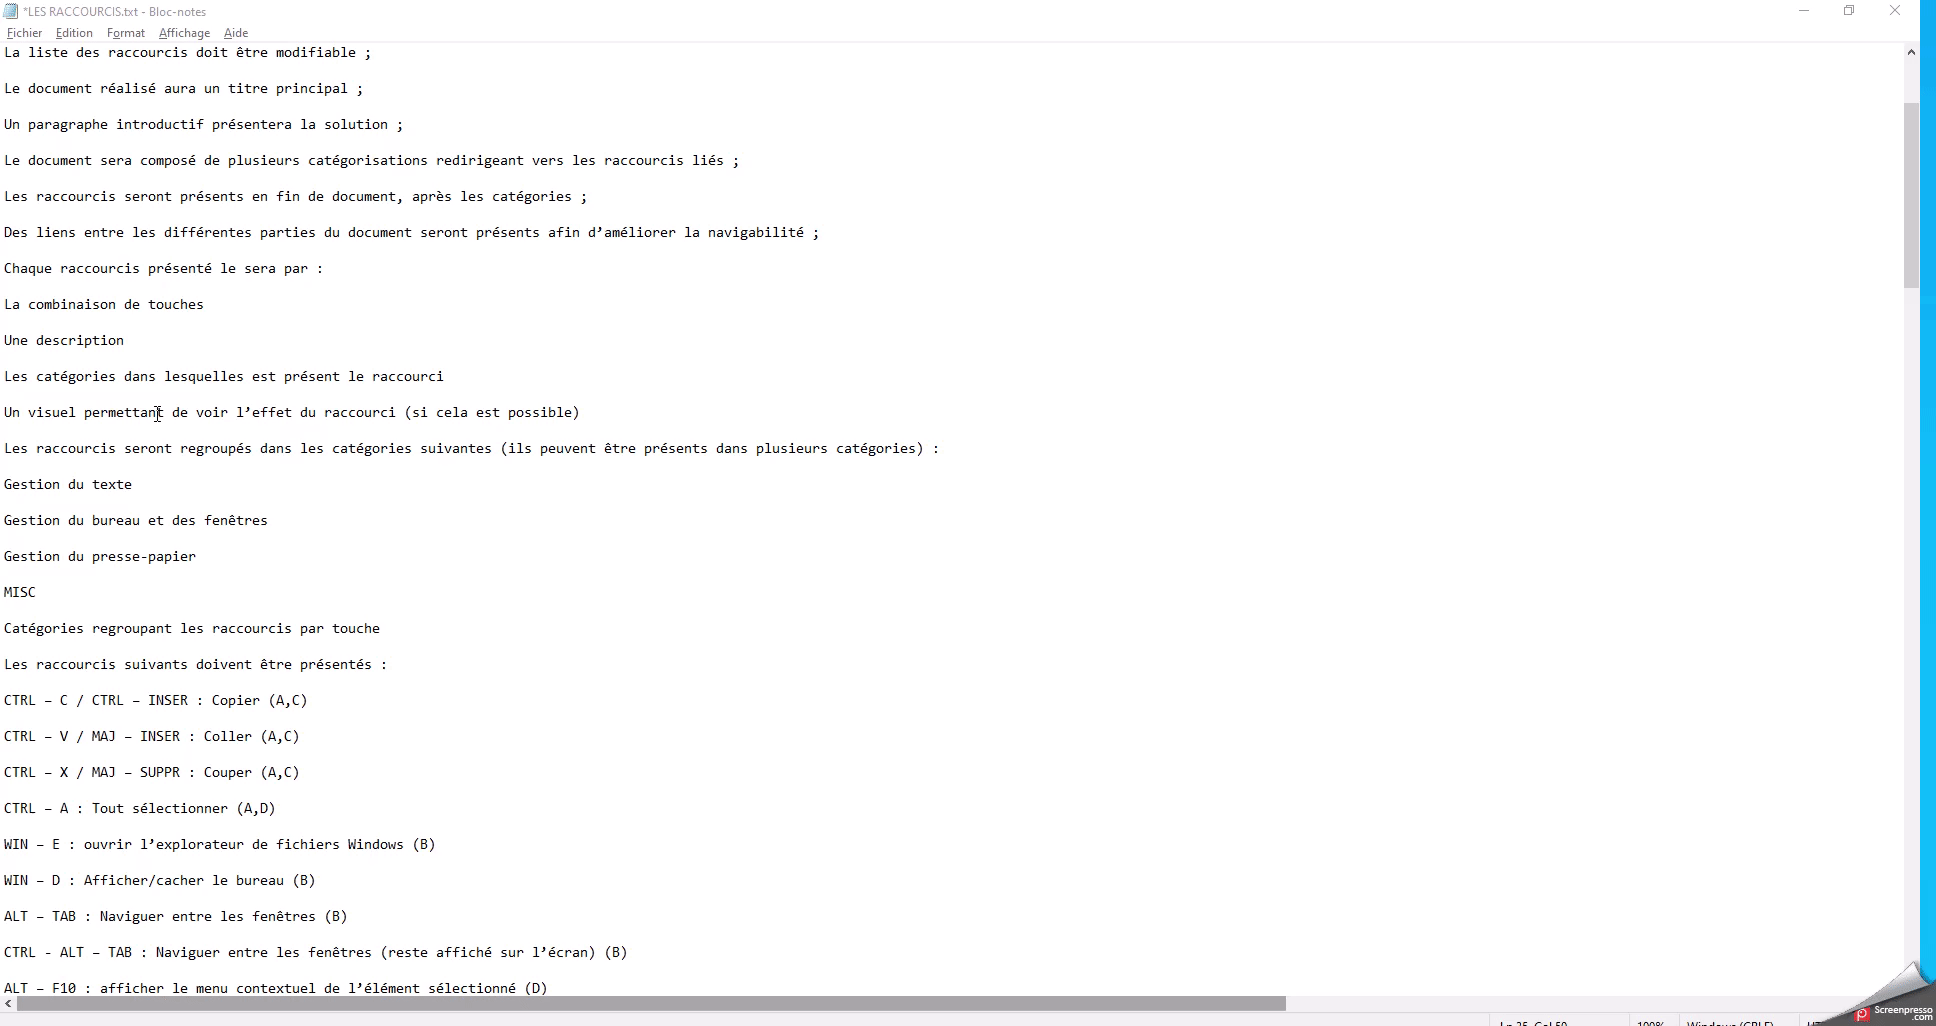 *LES RACCOURCIS.txt - Bloc-notes
Fichier Edition Format Affichage Aide
La liste des raccourcis doit être modifiable ;
Le document réalisé aura un titre principal ;
Un paragraphe introductif présentera la solution ;
Le document sera composé de plusieurs catégorisations redirigeant vers les raccourcis liés ;
Les raccourcis seront présents en fin de document, après les catégories ;
Des liens entre les différentes parties du document seront présents afin d’améliorer la navigabilité ;
Chaque raccourcis présenté le sera par :
La combinaison de touches
Une description
Les catégories dans lesquelles est présent le raccourci
Un visuel permettant de voir l’effet du raccourci (si cela est possible)
Les raccourcis seront regroupés dans les catégories suivantes (ils peuvent être présents dans plusieurs catégories) :
Gestion du texte
Gestion du bureau et des fenêtres
Gestion du presse-papier
MISC
Catégories regroupant les raccourcis par touche
Les raccourcis suivants doivent être présentés :
CTRL – C / CTRL – INSER : Copier (A,C)
CTRL – V / MAJ – INSER : Coller (A,C)
CTRL – X / MAJ – SUPPR : Couper (A,C)
CTRL – A : Tout sélectionner (A,D)
WIN – E : ouvrir l’explorateur de fichiers Windows (B)
WIN – D : Afficher/cacher le bureau (B)
ALT – TAB : Naviguer entre les fenêtres (B)
CTRL - ALT – TAB : Naviguer entre les fenêtres (reste affiché sur l’écran) (B)
ALT – F10 : afficher le menu contextuel de l’élément sélectionné (D)
Screenpresso
.com